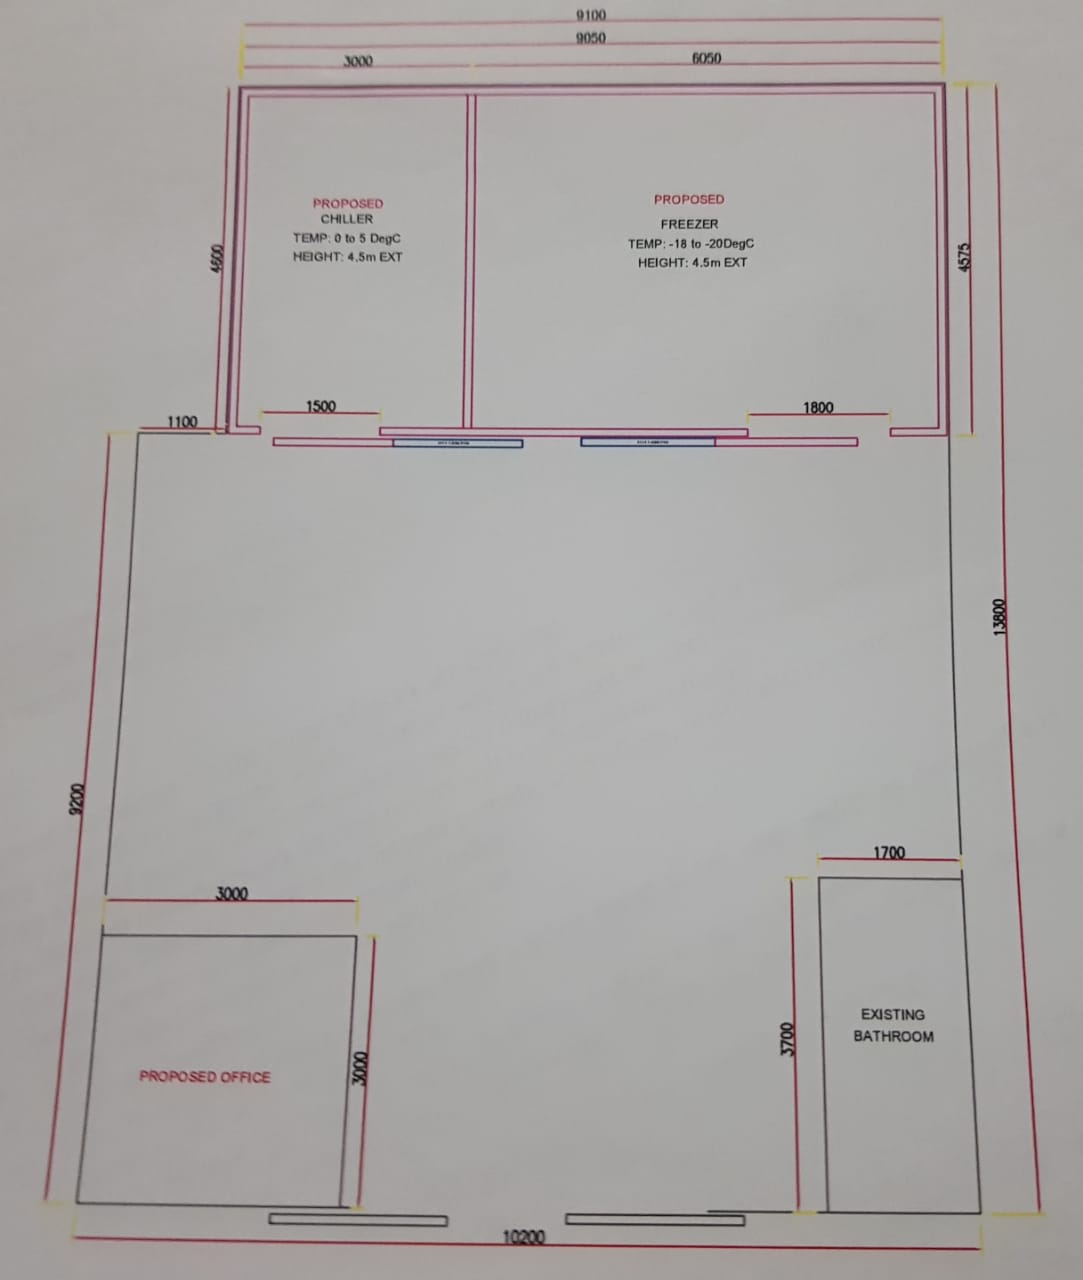 9100
9050
3000
6050
PROPOSED
CHILLER
TEMP: 0 to 5 DegC
HEIGHT: 4.5m EXT
PROPOSED
FREEZER
TEMP: -18 to -20DegC
HEIGHT: 4.5m EXT
4600
4575
1500
1800
1100
13800
9200
1700
3000
EXISTING
BATHROOM
3700
3000
PROPOSED OFFICE
10200